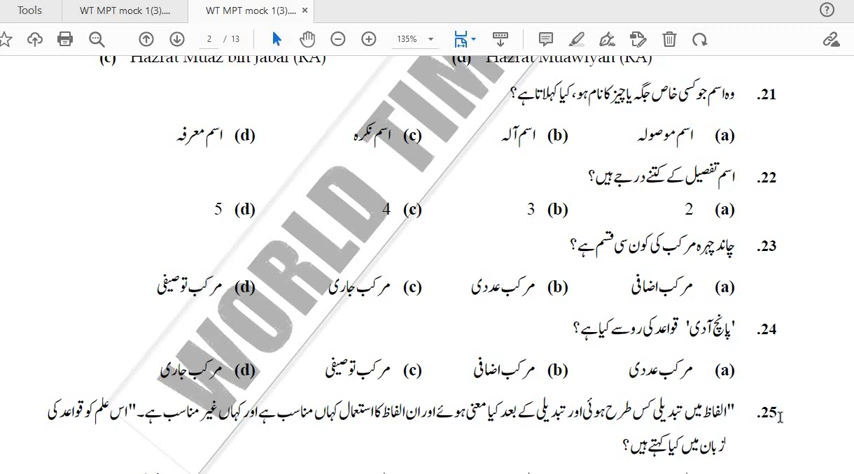 Tools WT MPT mock 1(3).... WT MPT mock 1(3).... ×
2 / 13 135%
(c) Hazrat Muaz bin Jabal (RA) (d) Hazrat Muawiyah (RA)
21. وہ اسم جو کسی خاص جگہ یا چیز کا نام ہو، کیا کہلاتا ہے؟
(a) اسم موصولہ (b) اسم آلہ (c) اسم نکرہ (d) اسم معرفہ
22. اسم تفصیل کے کتنے درجے ہیں؟
(a) 2 (b) 3 (c) 4 (d) 5
23. چاند چہرہ مرکب کی کون سی قسم ہے؟
(a) مرکب اضافی (b) مرکب عددی (c) مرکب جاری (d) مرکب توصیفی
24. 'پانچ آدمی' قواعد کی رو سے کیا ہے؟
(a) مرکب عددی (b) مرکب اضافی (c) مرکب توصیفی (d) مرکب جاری
25. "الفاظ میں تبدیلی کس طرح ہوئی اور تبدیلی کے بعد کیا معنی ہوئے اور ان الفاظ کا استعمال کہاں مناسب ہے اور کہاں غیر مناسب ہے۔" اس علم کو قواعد کی
زبان میں کیا کہتے ہیں؟
WORLD TIM